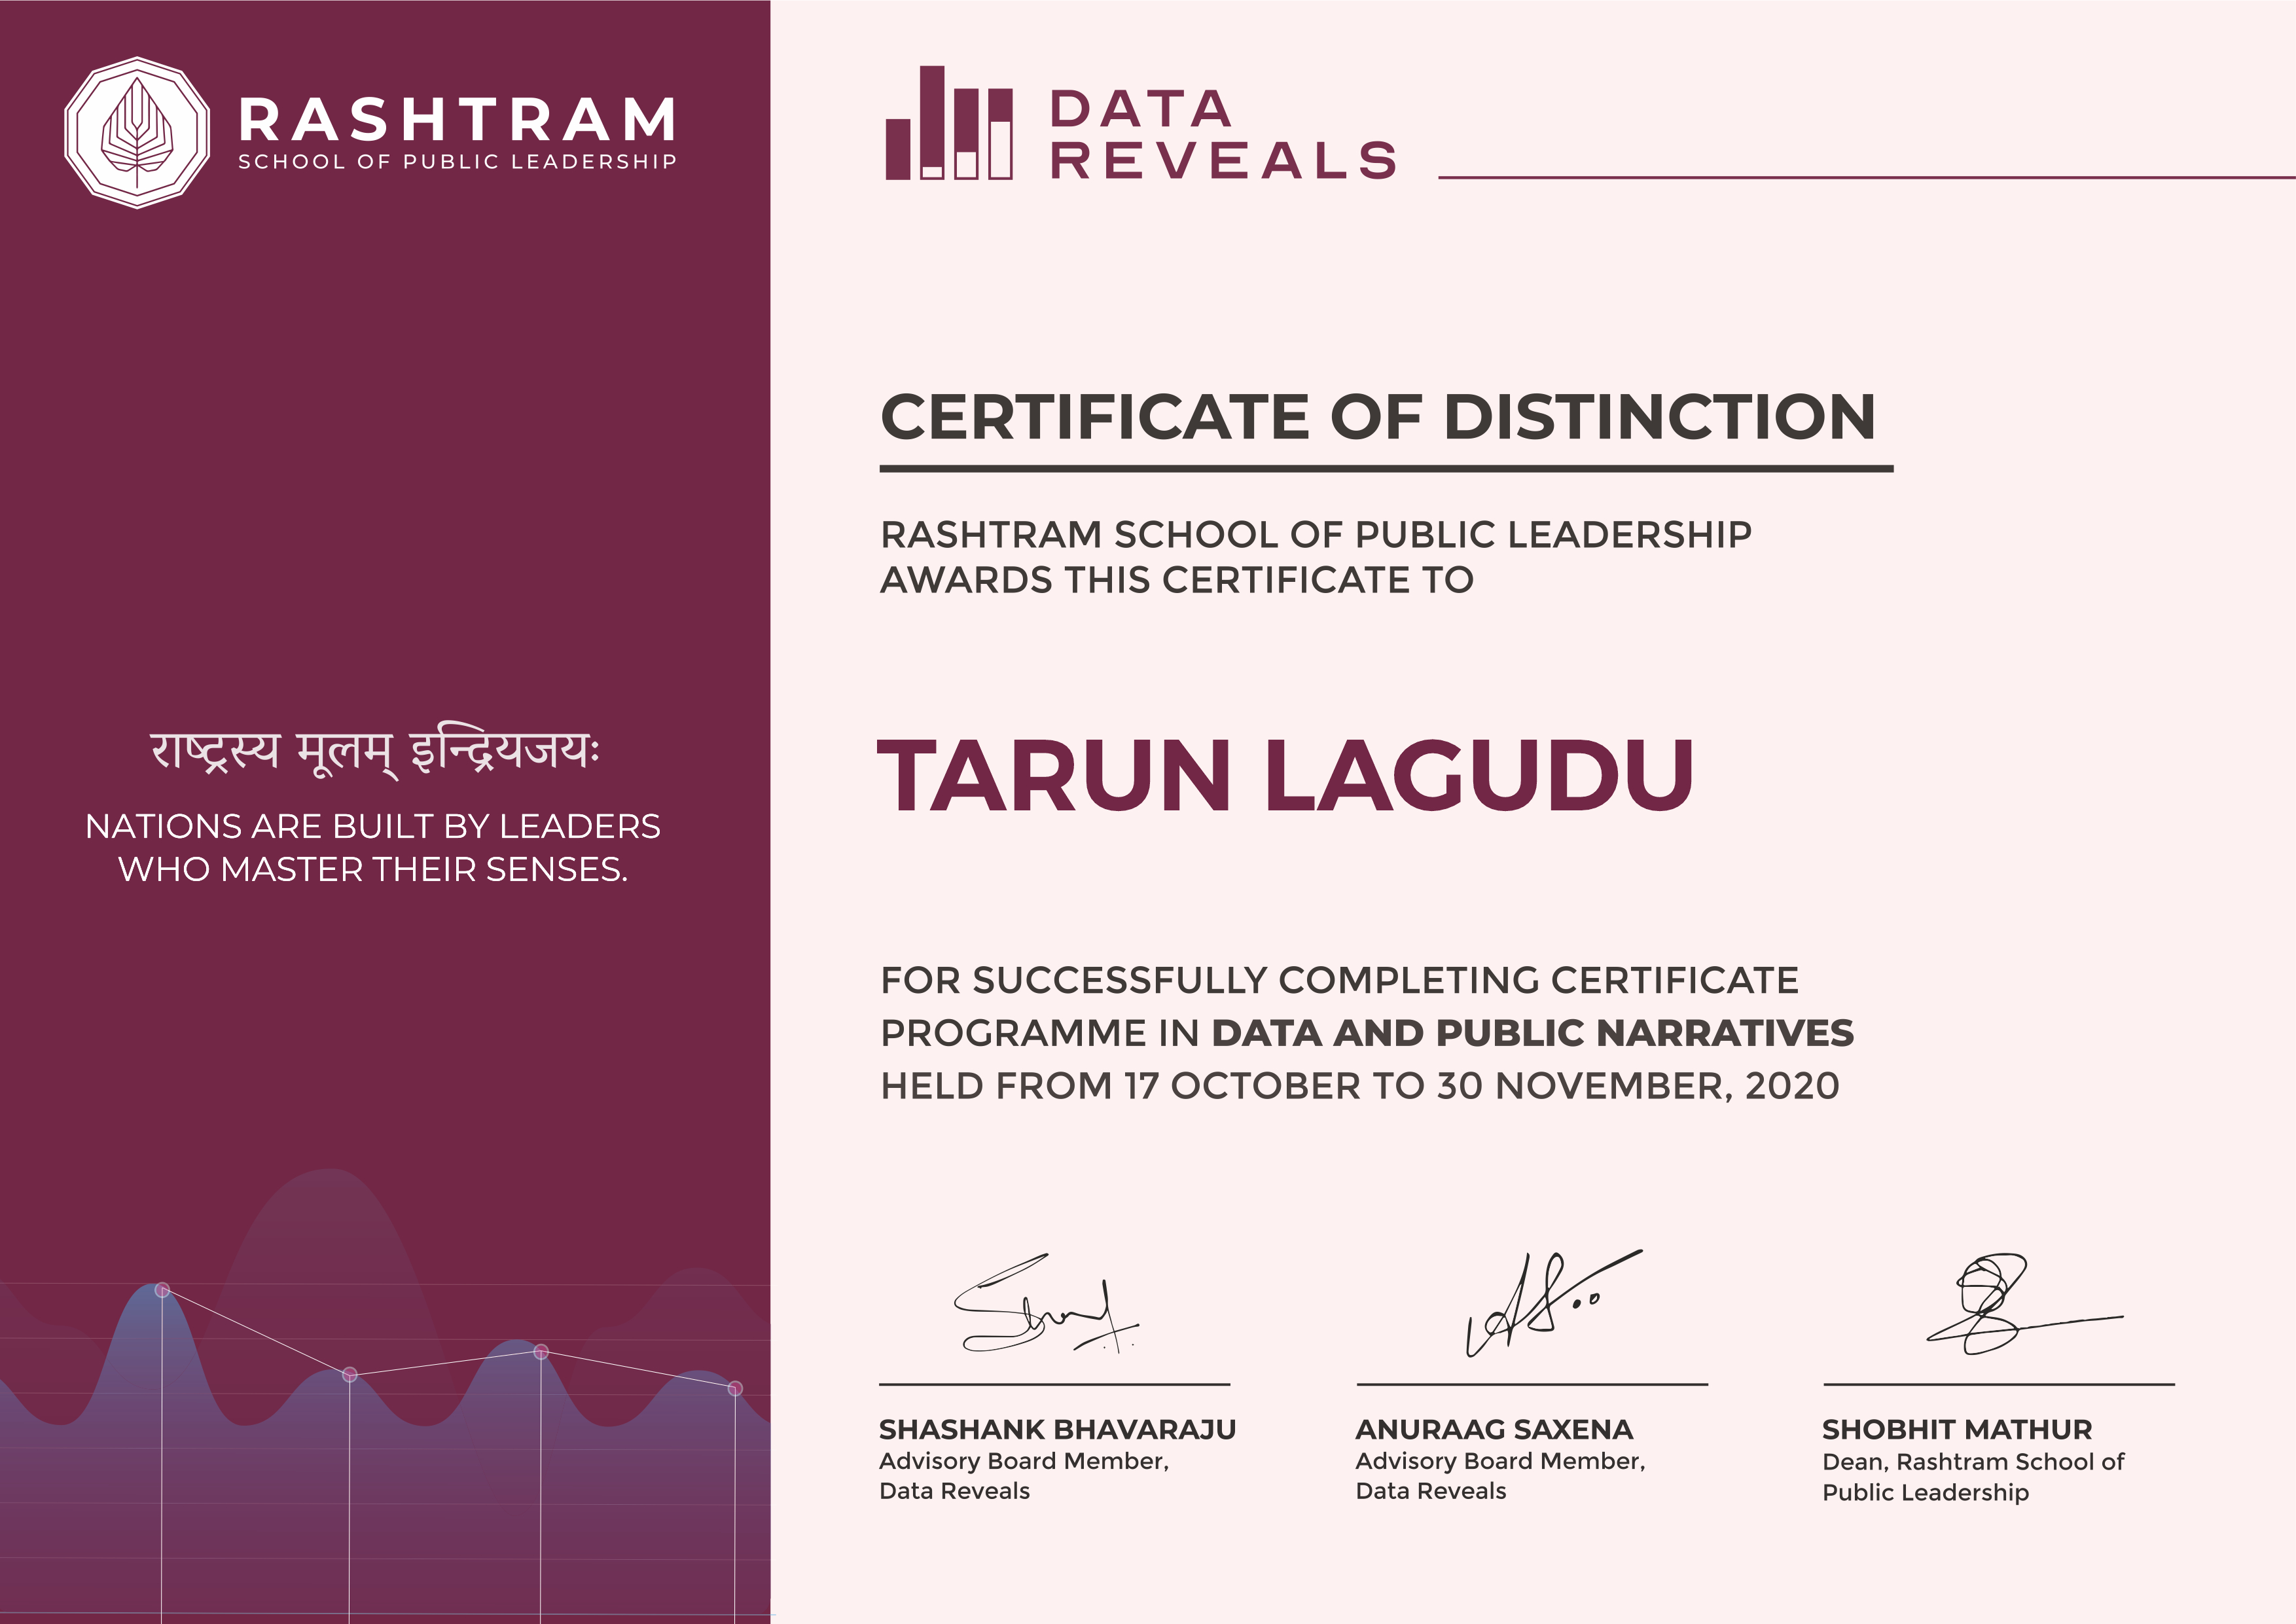 RASHTRAM
SCHOOL OF PUBLIC LEADERSHIP
राष्ट्रस्य मूलम् इन्द्रियजयः
NATIONS ARE BUILT BY LEADERS
WHO MASTER THEIR SENSES.
DATA
REVEALS
CERTIFICATE OF DISTINCTION
RASHTRAM SCHOOL OF PUBLIC LEADERSHIP
AWARDS THIS CERTIFICATE TO
TARUN LAGUDU
FOR SUCCESSFULLY COMPLETING CERTIFICATE
PROGRAMME IN DATA AND PUBLIC NARRATIVES
HELD FROM 17 OCTOBER TO 30 NOVEMBER, 2020
SHASHANK BHAVARAJU
Advisory Board Member,
Data Reveals
ANURAAG SAXENA
Advisory Board Member,
Data Reveals
SHOBHIT MATHUR
Dean, Rashtram School of
Public Leadership